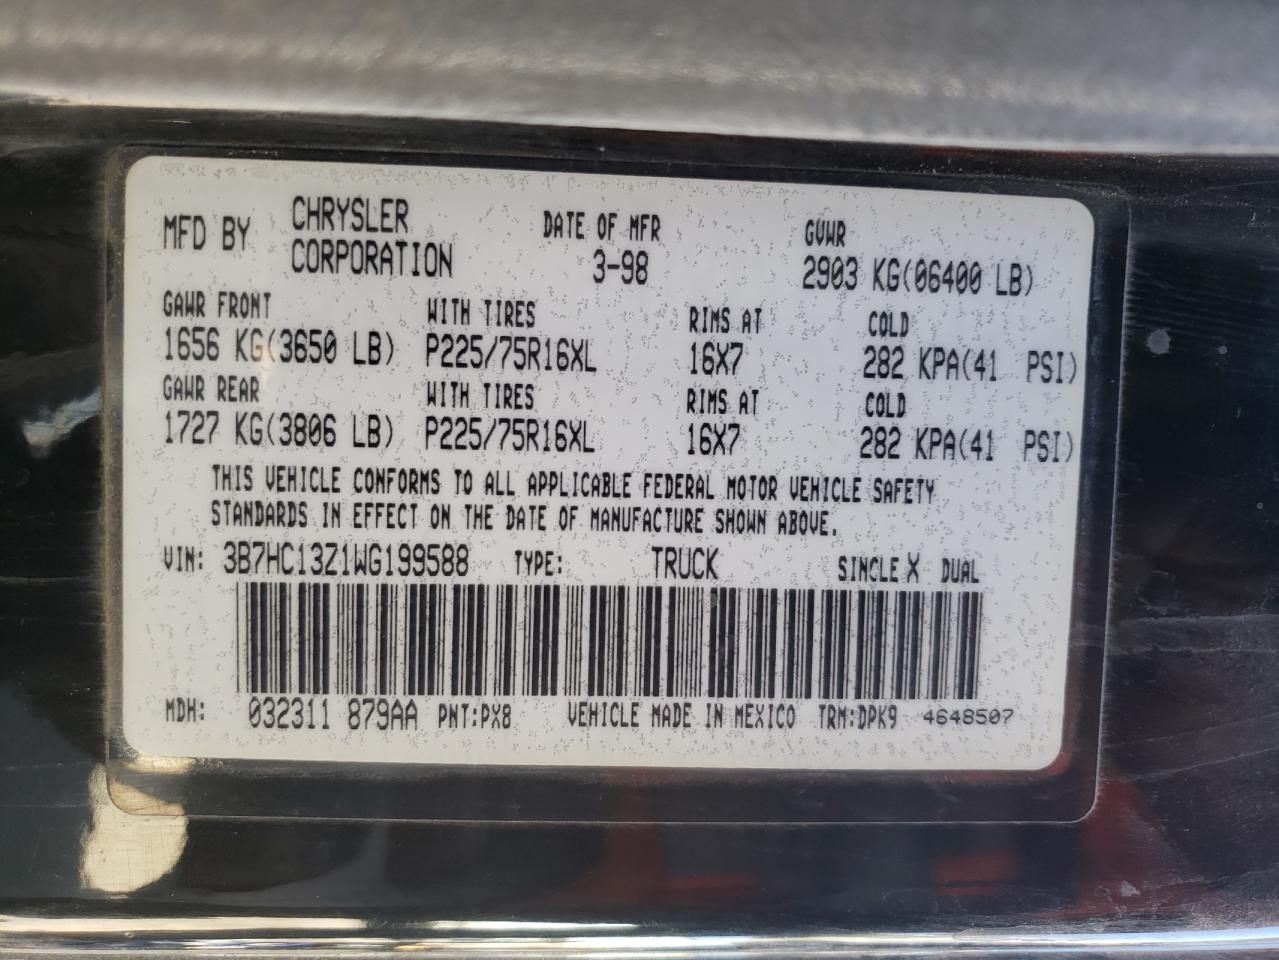 MFD BY CHRYSLER CORPORATION DATE OF MFR 3-98 GVWR 2903 KG(06400 LB)
GAWR FRONT WITH TIRES RIMS AT COLD
1656 KG(3650 LB) P225/75R16XL 16X7 282 KPA(41 PSI)
GAWR REAR WITH TIRES RIMS AT COLD
1727 KG(3806 LB) P225/75R16XL 16X7 282 KPA(41 PSI)
THIS VEHICLE CONFORMS TO ALL APPLICABLE FEDERAL MOTOR VEHICLE SAFETY
STANDARDS IN EFFECT ON THE DATE OF MANUFACTURE SHOWN ABOVE.
VIN: 3B7HC13Z1WG199588 TYPE: TRUCK SINGLE X DUAL
MDH: 032311 879AA PNT:PX8 VEHICLE MADE IN MEXICO TRM:DPK9 4648507